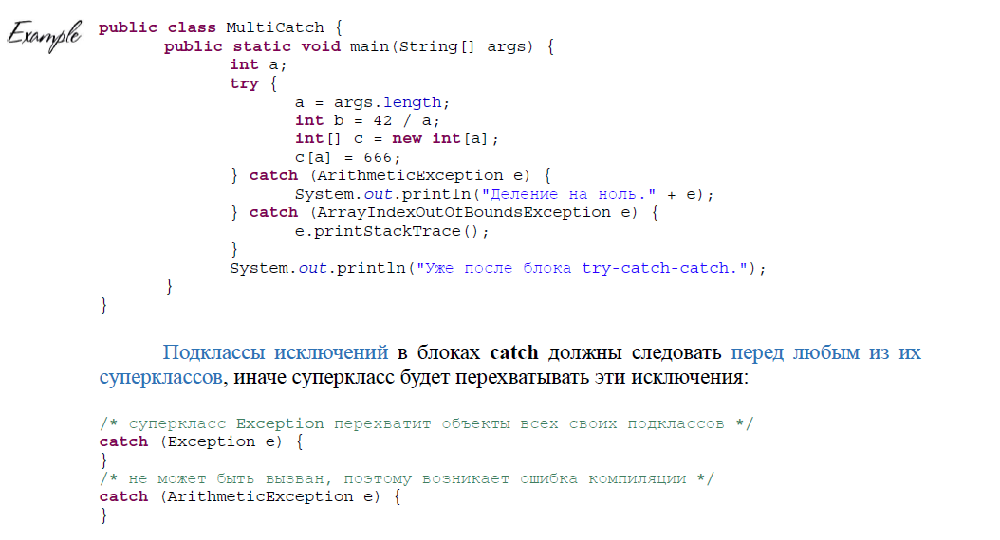 Example
public class MultiCatch {
public static void main(String[] args) {
int a;
try {
a = args.length;
int b = 42 / a;
int[] c = new int[a];
c[a] = 666;
} catch (ArithmeticException e) {
System.out.println("Деление на ноль." + e);
} catch (ArrayIndexOutOfBoundsException e) {
e.printStackTrace();
}
System.out.println("Уже после блока try-catch-catch.");
}
}
Подклассы исключений в блоках catch должны следовать перед любым из их
суперклассов, иначе суперкласс будет перехватывать эти исключения:
/* суперкласс Exception перехватит объекты всех своих подклассов */
catch (Exception e) {
}
/* не может быть вызван, поэтому возникает ошибка компиляции */
catch (ArithmeticException e) {
}